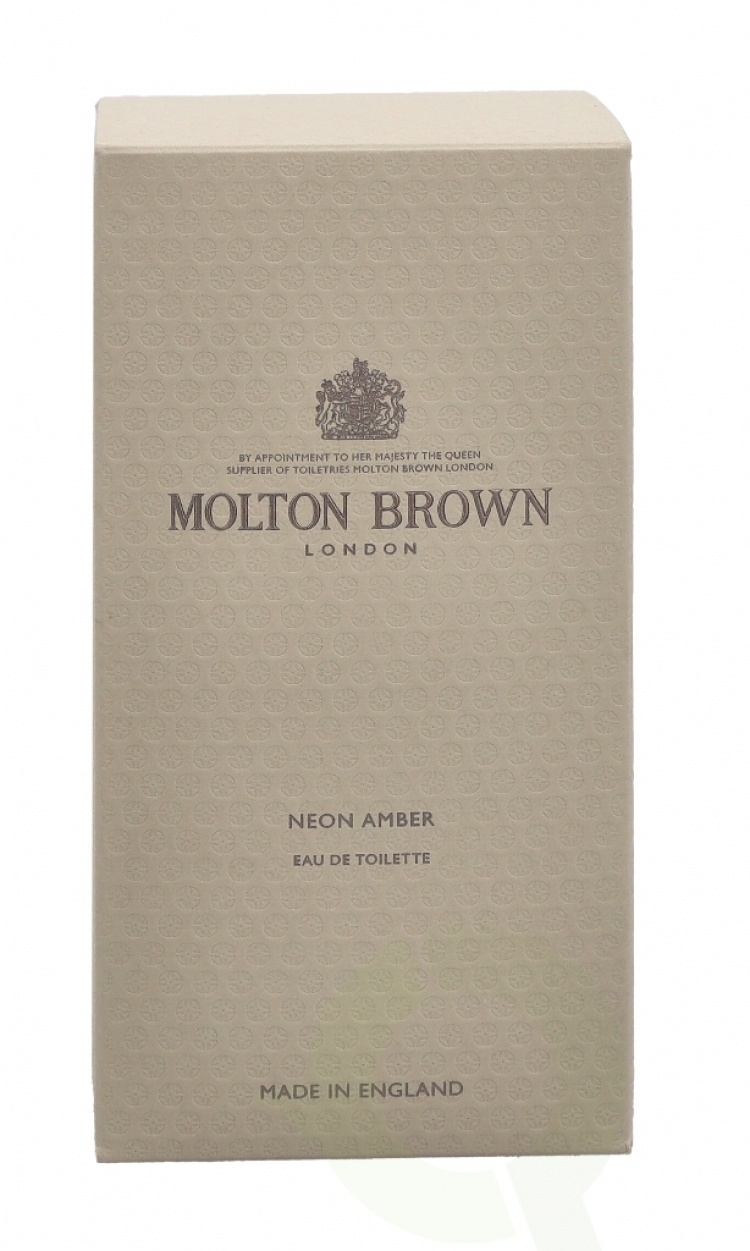 BY APPOINTMENT TO HER MAJESTY THE QUEEN
SUPPLIER OF TOILETRIES MOLTON BROWN LONDON
MOLTON BROWN
LONDON
NEON AMBER
EAU DE TOILETTE
MADE IN ENGLAND